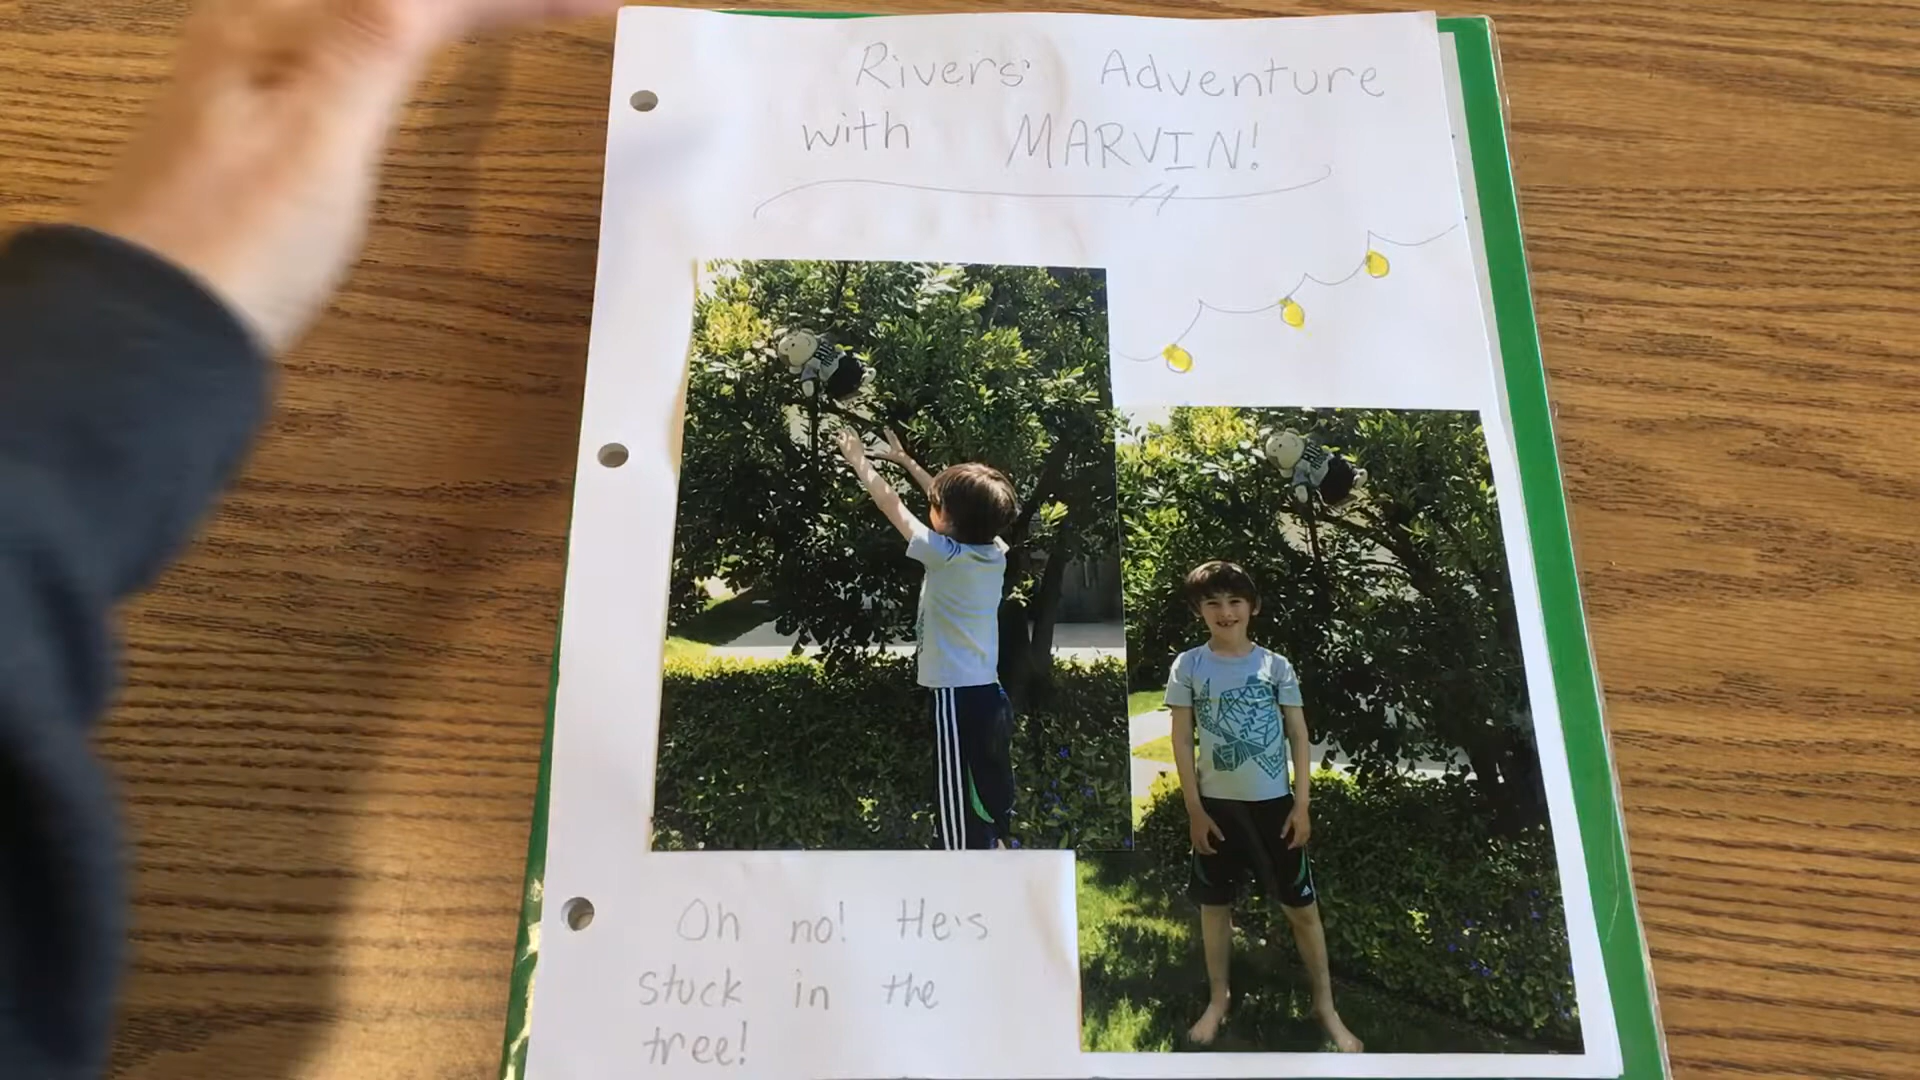 Rivers' Adventure
with MARVIN!
Oh no! He's
stuck in the
tree!